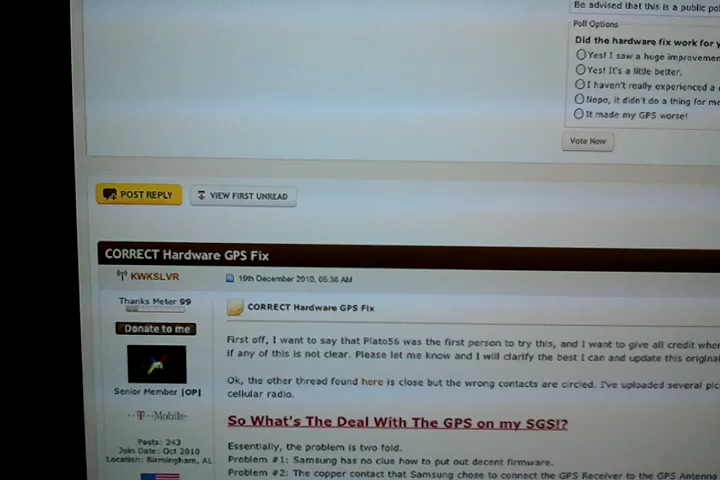 Be advised that this is a public
Poll Options
Did the hardware fix work for
Yes! I saw a huge improvemen
Yes! It's a little better.
I haven't really experienced a
Nope, it didn't do a thing for me
It made my GPS worse!
Vote Now
POST REPLY
VIEW FIRST UNREAD
CORRECT Hardware GPS Fix
KWKSLVR
19th December 2010, 05:36 AM
Thanks Meter 99
CORRECT Hardware GPS Fix
Donate to me
First off, I want to say that Plato56 was the first person to try this, and I want to give all credit
if any of this is not clear. Please let me know and I will clarify the best I can and update this origina
Ok, the other thread found here is close but the wrong contacts are circled. I've uploaded several pic
cellular radio.
Senior Member [OP]
T-Mobile
So What's The Deal With The GPS on my SGS!?
Posts: 243
Join Date: Oct 2010
Location: Birmingham, AL
Essentially, the problem is two fold.
Problem #1: Samsung has no clue how to put out decent firmware.
Problem #2: The copper contact that Samsung chose to connect the GPS Receiver to the GPS Antenna